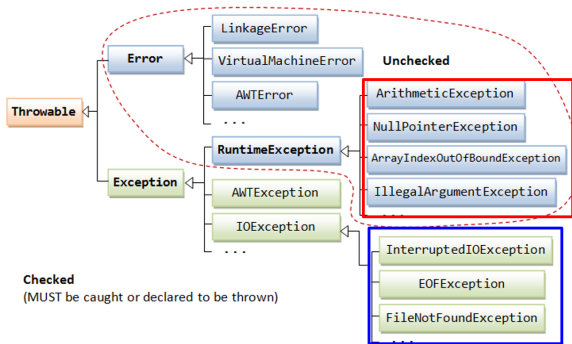 LinkageError
Error
VirtualMachineError
Unchecked
AWTError
ArithmeticException
Throwable
...
NullPointerException
RuntimeException
ArrayIndexOutOfBoundException
Exception
AWTException
IllegalArgumentException
...
IOException
...
InterruptedIOException
Checked
(MUST be caught or declared to be thrown)
EOFException
FileNotFoundException
...